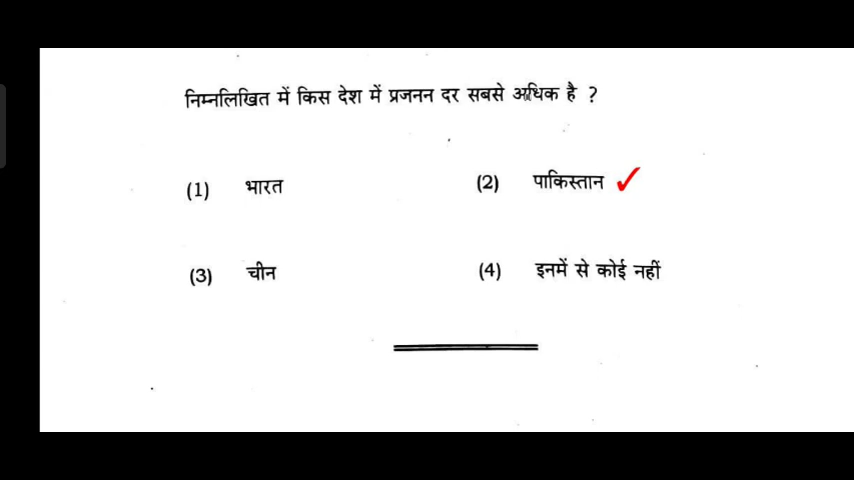 निम्नलिखित में किस देश में प्रजनन दर सबसे अधिक है ?
(1) भारत (2) पाकिस्तान ✓
(3) चीन (4) इनमें से कोई नहीं